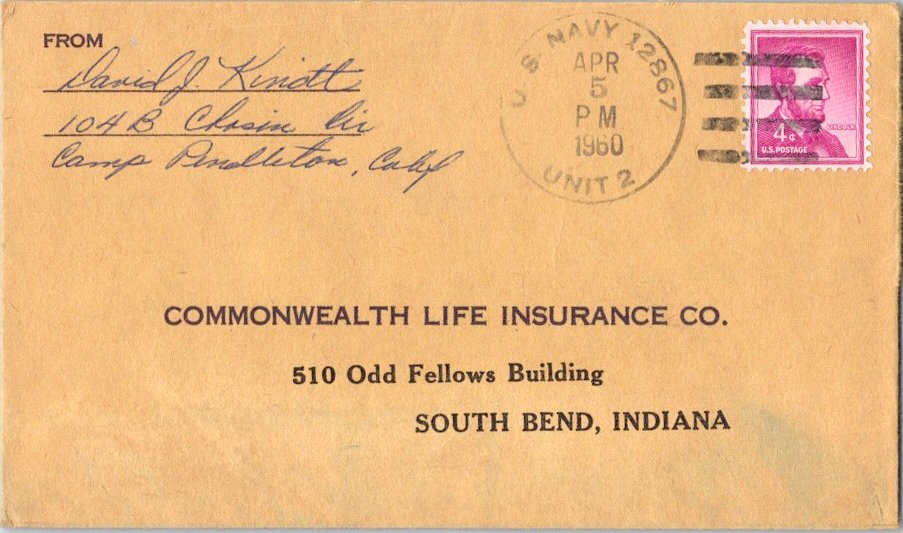 FROM
David J. Knott
104 B Chosin Cir
Camp Pendleton, Calif
U S NAVY 12867
APR
5
PM
1960
UNIT 2
LINCOLN
4¢
U.S. POSTAGE
COMMONWEALTH LIFE INSURANCE CO.
510 Odd Fellows Building
SOUTH BEND, INDIANA